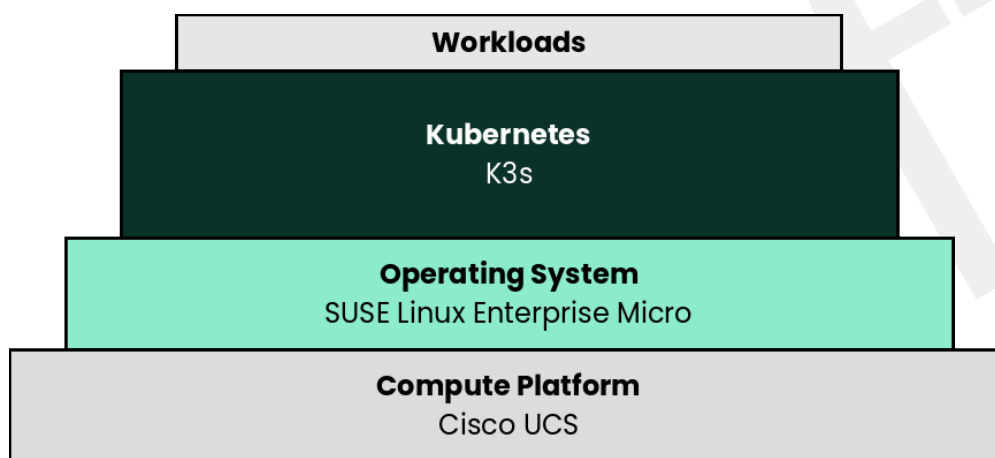 Workloads
Kubernetes
K3s
Operating System
SUSE Linux Enterprise Micro
Compute Platform
Cisco UCS